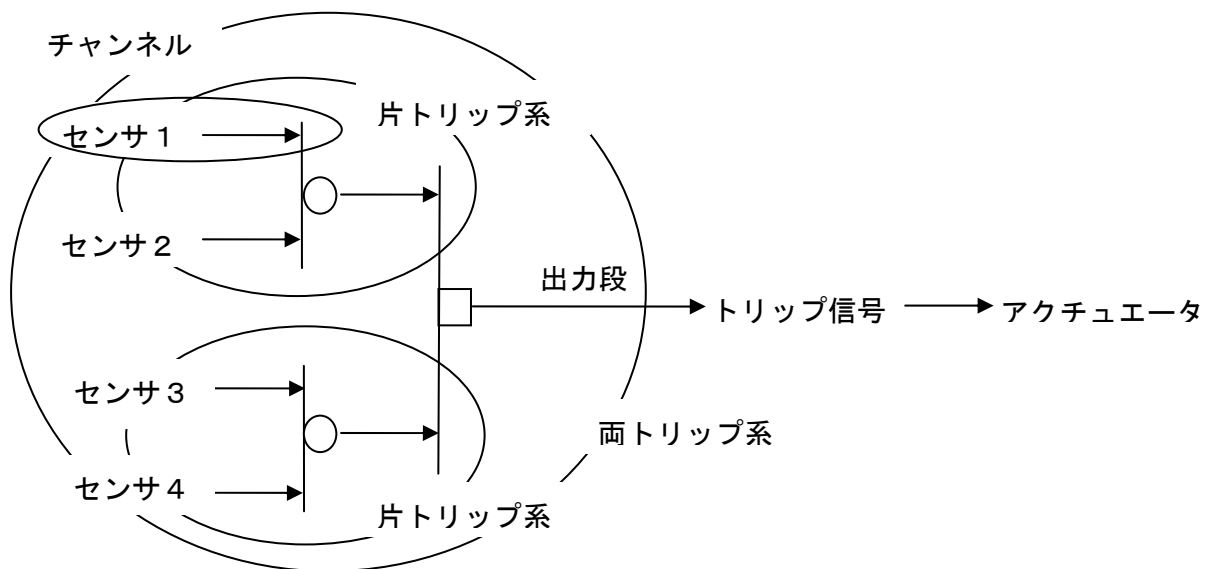 チャンネル
片トリップ系
センサ１
センサ２
出力段
トリップ信号
アクチュエータ
センサ３
両トリップ系
センサ４
片トリップ系